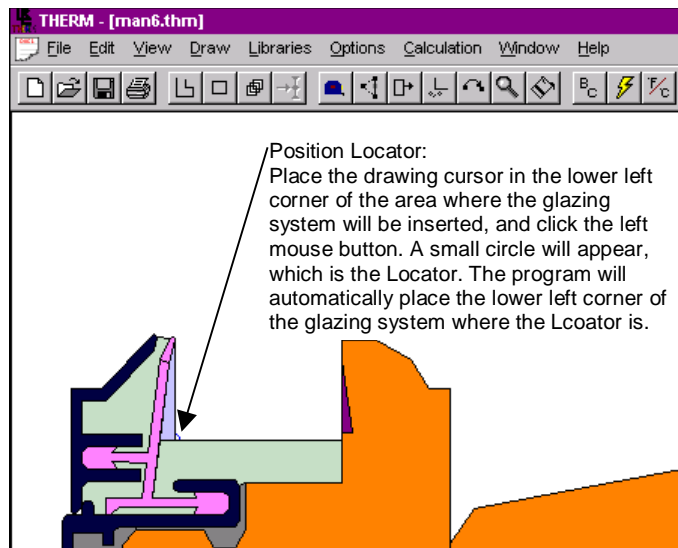 THERM - [man6.thm]
File Edit View Draw Libraries Options Calculation Window Help
BC F/C
Position Locator:
Place the drawing cursor in the lower left
corner of the area where the glazing
system will be inserted, and click the left
mouse button. A small circle will appear,
which is the Locator. The program will
automatically place the lower left corner of
the glazing system where the Lcoator is.